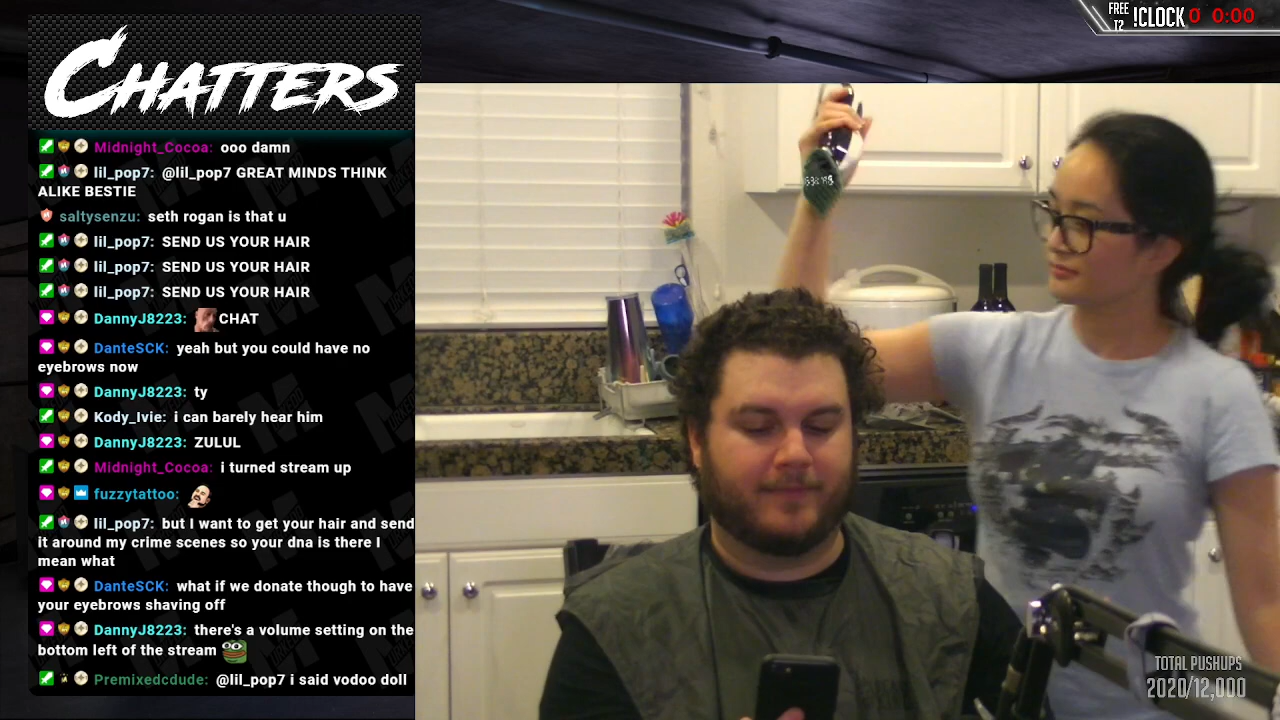 CHATTERS
Midnight_Cocoa: ooo damn
lil_pop7: @lil_pop7 GREAT MINDS THINK
ALIKE BESTIE
saltysenzu: seth rogan is that u
lil_pop7: SEND US YOUR HAIR
lil_pop7: SEND US YOUR HAIR
lil_pop7: SEND US YOUR HAIR
DannyJ8223: CHAT
DanteSCK: yeah but you could have no
eyebrows now
DannyJ8223: ty
Kody_Ivie: i can barely hear him
DannyJ8223: ZULUL
Midnight_Cocoa: i turned stream up
fuzzytattoo:
lil_pop7: but I want to get your hair and send
it around my crime scenes so your dna is there I
mean what
DanteSCK: what if we donate though to have
your eyebrows shaving off
DannyJ8223: there's a volume setting on the
bottom left of the stream
Premixedcdude: @lil_pop7 i said vodoo doll
FREE
T2
!CLOCK
0 0:00
TOTAL PUSHUPS
2020/12,000